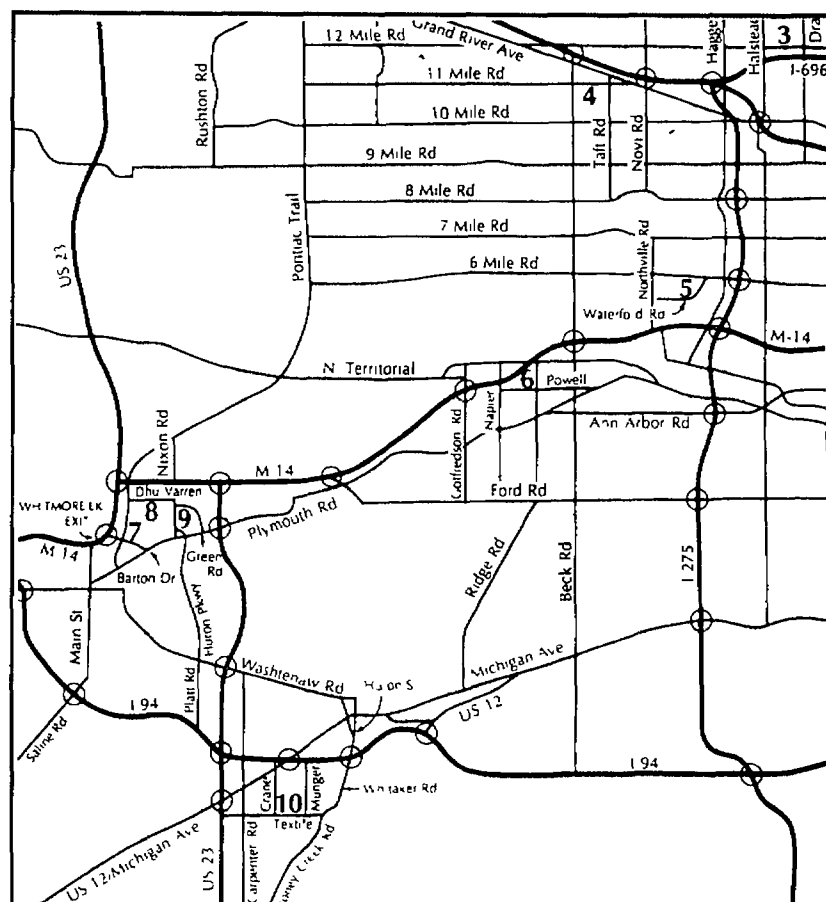 12 Mile Rd
Grand River Ave
Halstead
3
Dra
I-696
Rushton Rd
11 Mile Rd
4
10 Mile Rd
Taft Rd
Novi Rd
9 Mile Rd
8 Mile Rd
Pontiac Trail
7 Mile Rd
Northville Rd
US 23
6 Mile Rd
5
Waterford Rd
M-14
N Territorial
6
Powell
Napier
Gotfredson Rd
Ann Arbor Rd
Nixon Rd
M 14
Dhu Varren
Ford Rd
WHITMORE LK
EXIT
8
9
Plymouth Rd
7
M 14
Green
Rd
Barton Dr
Ridge Rd
Beck Rd
I 275
Main St
Huron Pkwy
Platt Rd
Washtenaw Rd
Michigan Ave
US 12
Saline Rd
I 94
I 94
Crane
10
Munger
Whitaker Rd
Textile
US 12/Michigan Ave
US 23
Carpenter Rd